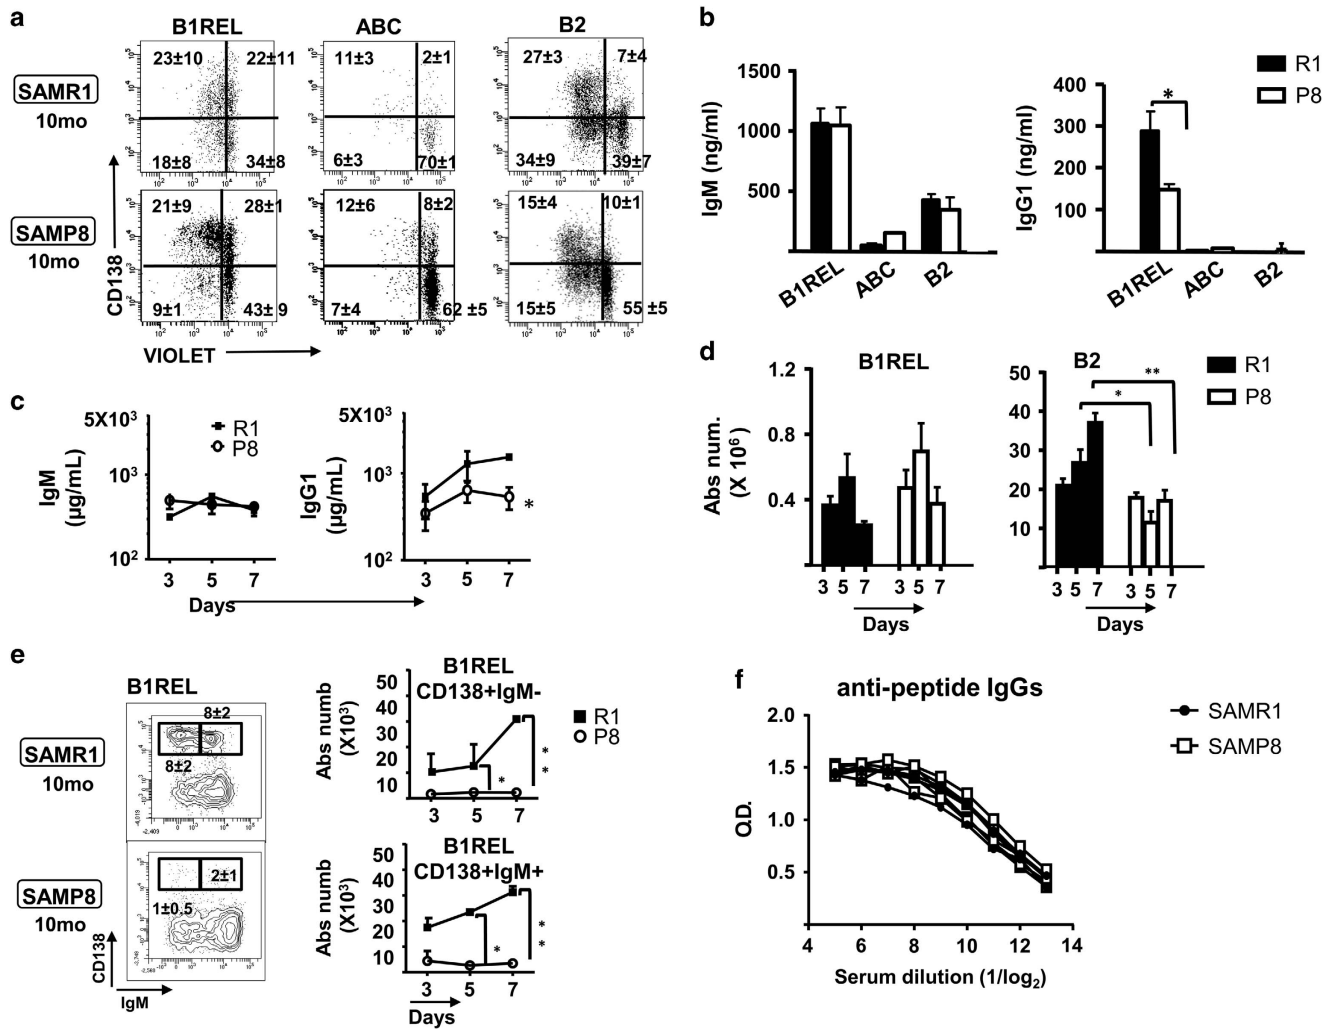 a
B1REL
ABC
B2
SAMR1
10mo
23±10
22±11
18±8
34±8
11±3
2±1
6±3
70±1
27±3
7±4
34±9
39±7
SAMP8
10mo
21±9
28±1
9±1
43±9
12±6
8±2
7±4
62 ±5
15±4
10±1
15±5
55 ±5
CD138
VIOLET
b
R1
P8
IgM (ng/ml)
1500
1000
500
B1REL
ABC
B2
IgG1 (ng/ml)
400
300
200
100
*
B1REL
ABC
B2
c
IgM
(µg/mL)
5X10³
10³
10²
R1
P8
3 5 7
IgG1
(µg/mL)
5X10³
10³
10²
*
3 5 7
Days
d
B1REL
Abs num.
(X 10⁶ )
1.2
0.8
0.4
3 5 7 3 5 7
Days
B2
R1
P8
50
40
30
20
10
*
**
3 5 7 3 5 7
Days
e
B1REL
SAMR1
10mo
8±2
8±2
SAMP8
10mo
2±1
1±0.5
CD138
IgM
B1REL
CD138+IgM-
Abs numb
(X10³)
50
40
30
20
10
R1
P8
*
*
*
3 5 7
B1REL
CD138+IgM+
Abs numb
(X10³)
50
40
30
20
10
*
*
*
3 5 7
Days
f
anti-peptide IgGs
SAMR1
SAMP8
O.D.
2.0
1.5
1.0
0.5
4 6 8 10 12 14
Serum dilution (1/log₂)